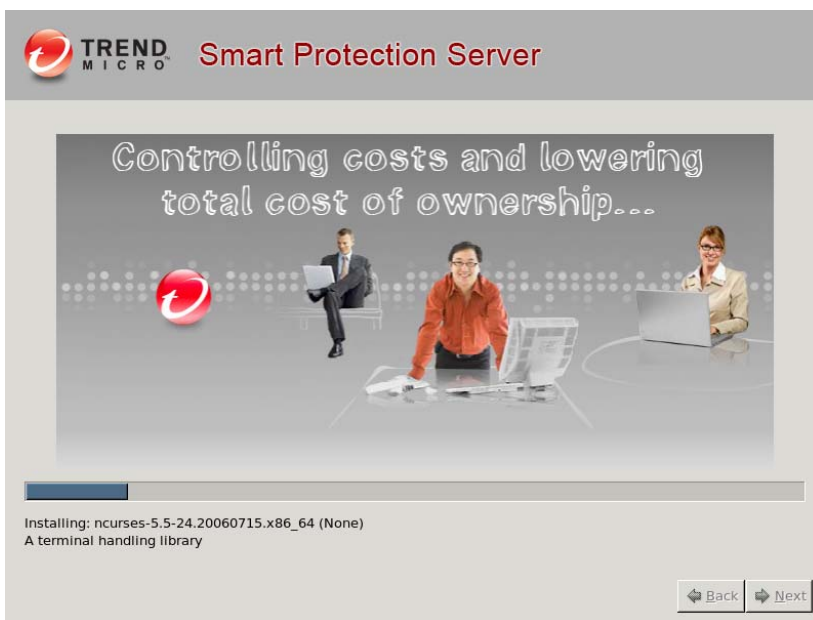 TREND
MICRO™
Smart Protection Server
Controlling costs and lowering
total cost of ownership...
Installing: ncurses-5.5-24.20060715.x86_64 (None)
A terminal handling library
Back
Next